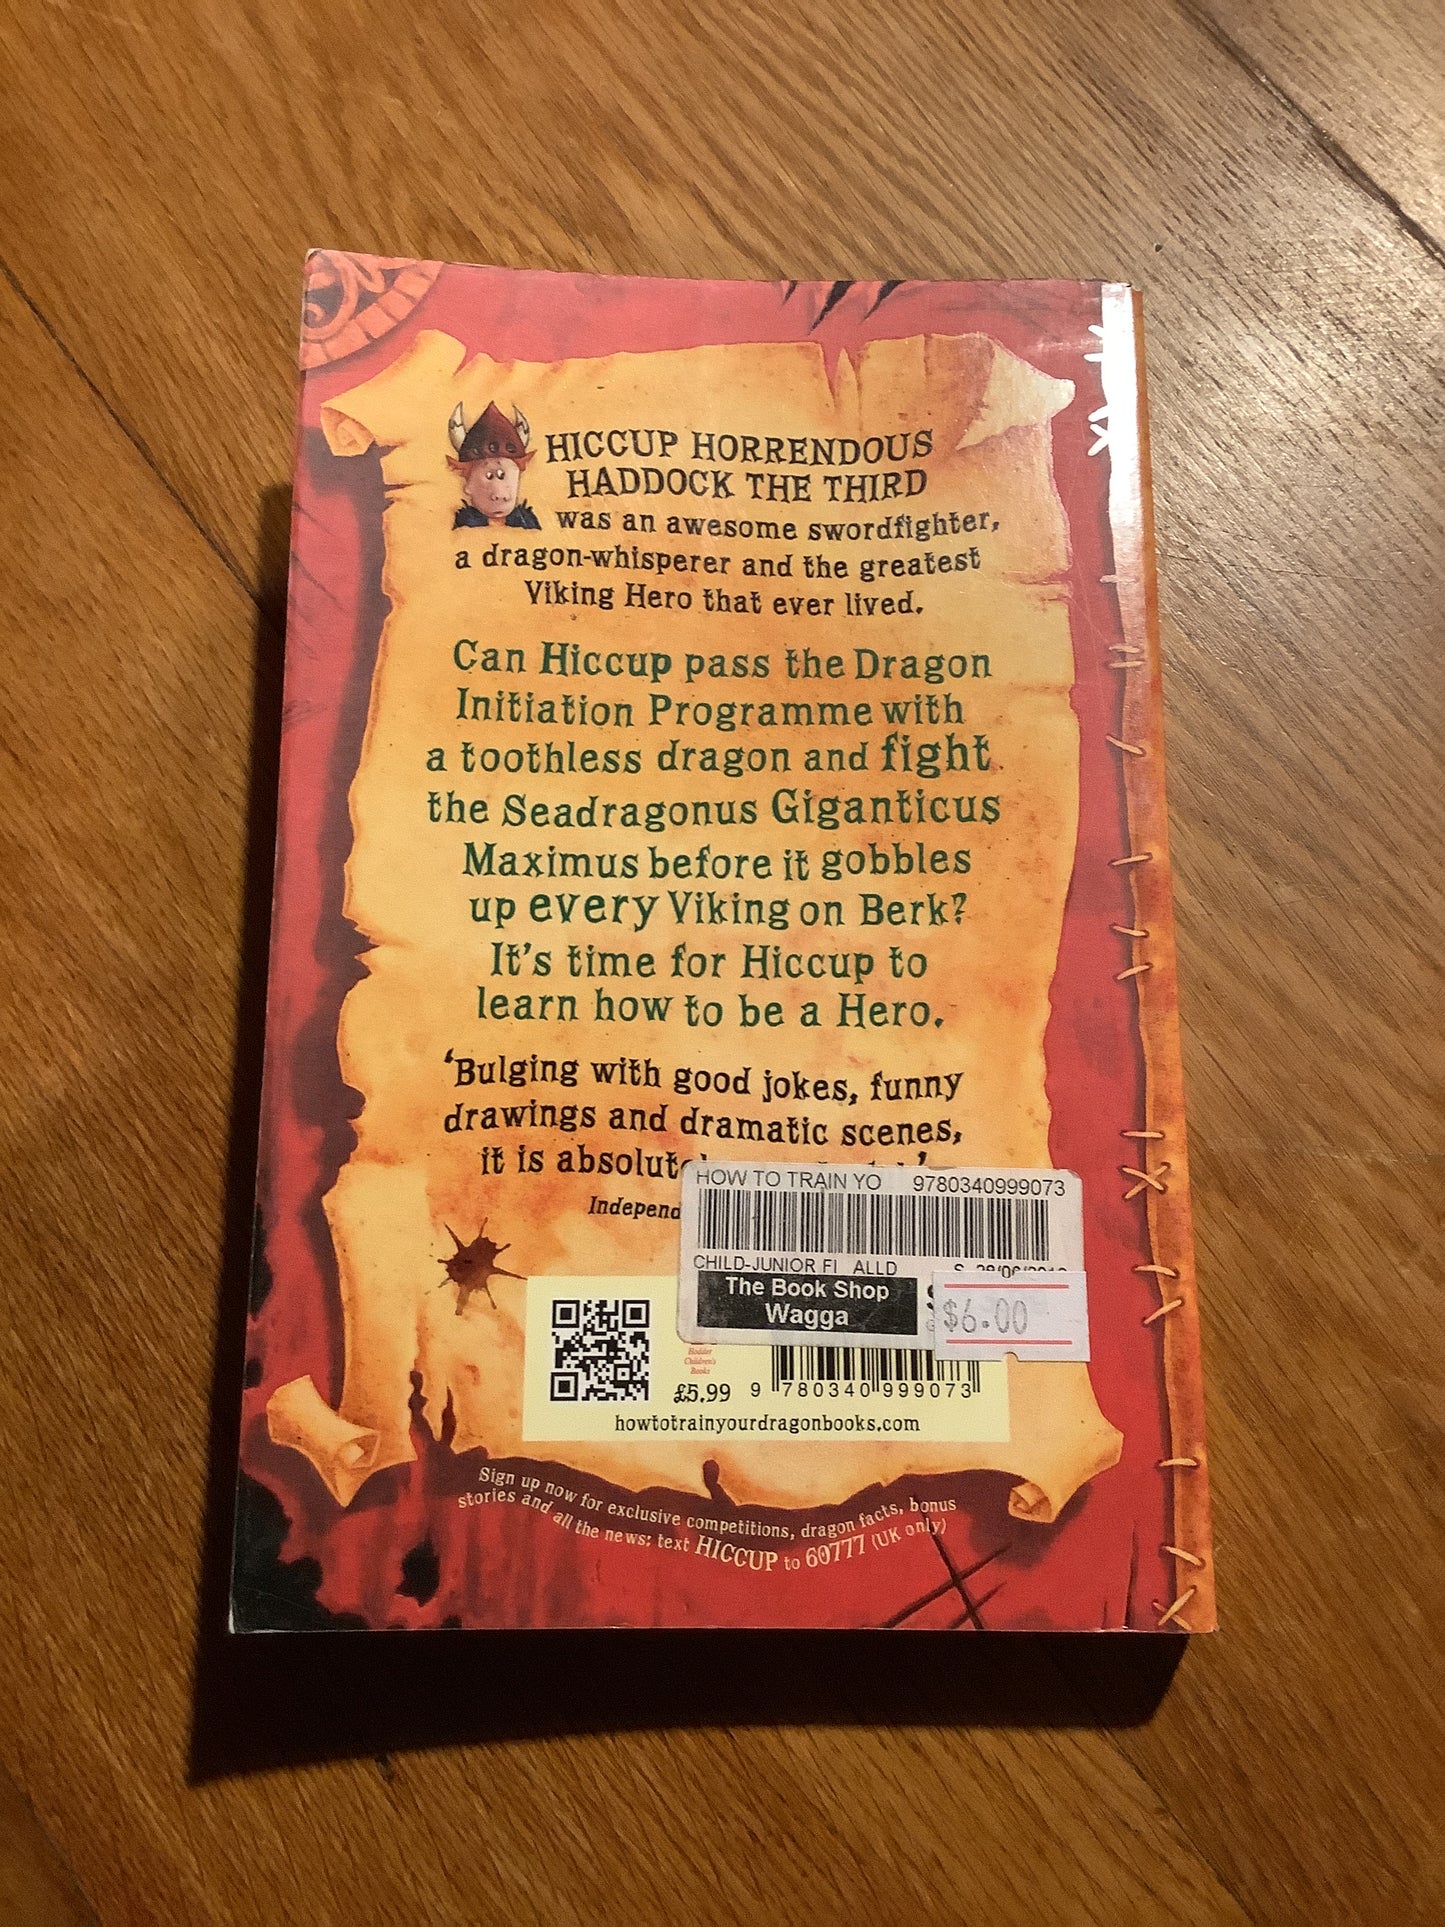 HICCUP HORRENDOUS
HADDOCK THE THIRD
was an awesome swordfighter,
a dragon-whisperer and the greatest
Viking Hero that ever lived.
Can Hiccup pass the Dragon
Initiation Programme with
a toothless dragon and fight
the Seadragonus Giganticus
Maximus before it gobbles
up every Viking on Berk?
It's time for Hiccup to
learn how to be a Hero.
'Bulging with good jokes, funny
drawings and dramatic scenes,
it is
HOW TO TRAIN YO 9780340999073
CHILD-JUNIOR FI ALLD S
The Book Shop
Wagga
$6.00
Hodder
Children's
Books
£5.99 9 780340 999073
howtotrainyourdragonbooks.com
Sign up now for exclusive competitions, dragon facts, bonus
stories and all the news: text HICCUP to 60777 (UK only)